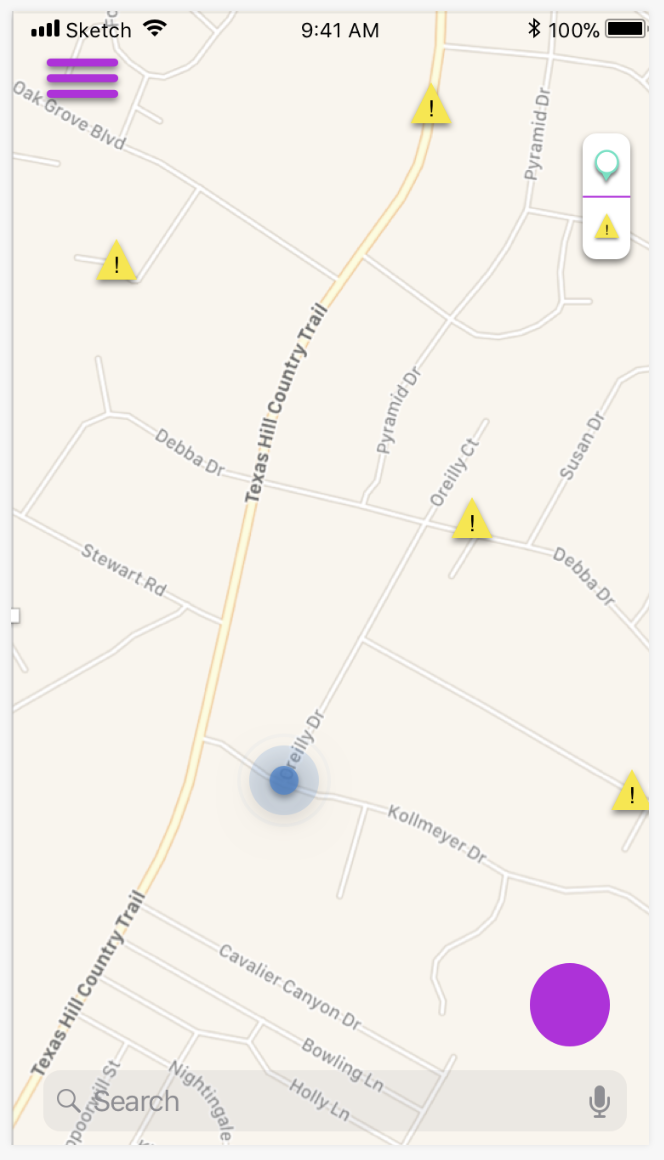 Sketch 9:41 AM 100%
Oak Grove Blvd
!
Pyramid Dr
!
!
Texas Hill Country Trail
Pyramid Dr
Debba Dr
Oreilly Ct
Susan Dr
!
Stewart Rd
Debba Dr
Oreilly Dr
!
Kollmeyer Dr
Texas Hill Country Trail
Cavalier Canyon Dr
Bowling Ln
Holly Ln
Nightingale
opoorwill St
Search